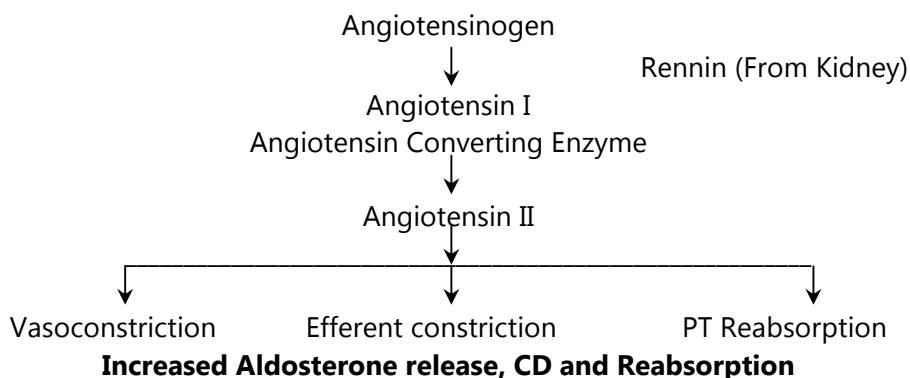 Angiotensinogen
Rennin (From Kidney)
Angiotensin I
Angiotensin Converting Enzyme
Angiotensin II
Vasoconstriction Efferent constriction PT Reabsorption
Increased Aldosterone release, CD and Reabsorption